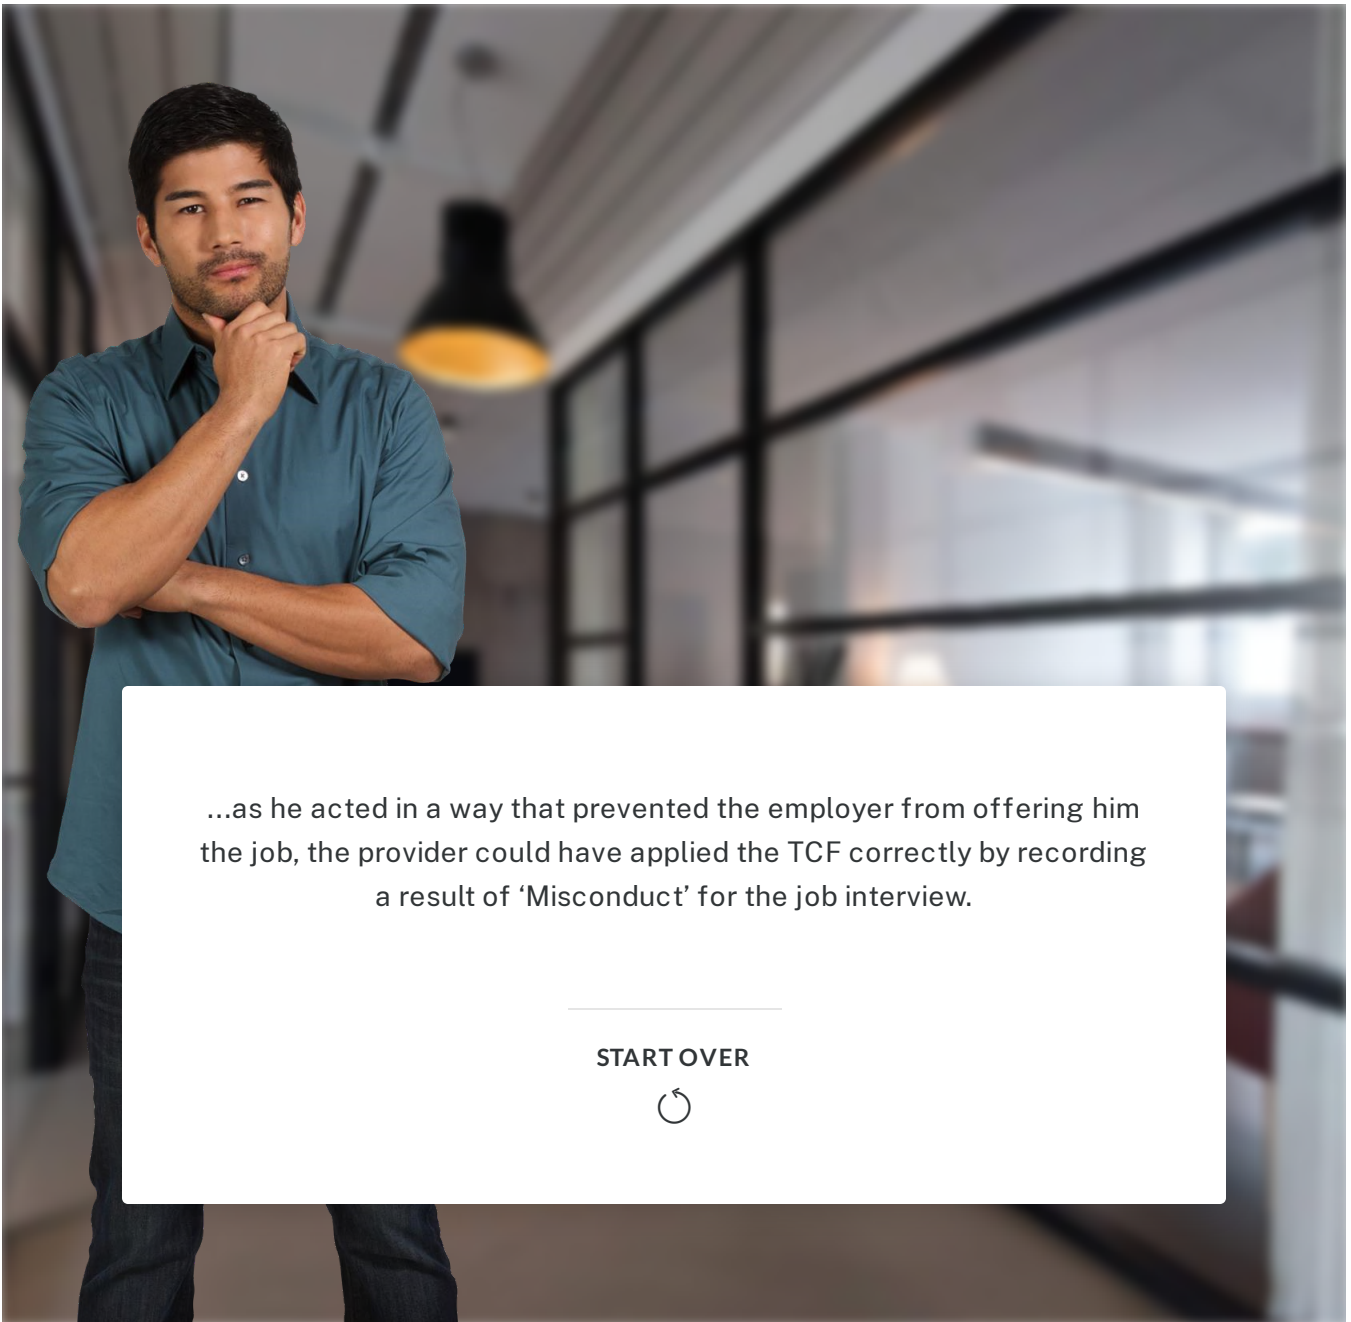 ...as he acted in a way that prevented the employer from offering him
the job, the provider could have applied the TCF correctly by recording
a result of ‘Misconduct’ for the job interview.
START OVER